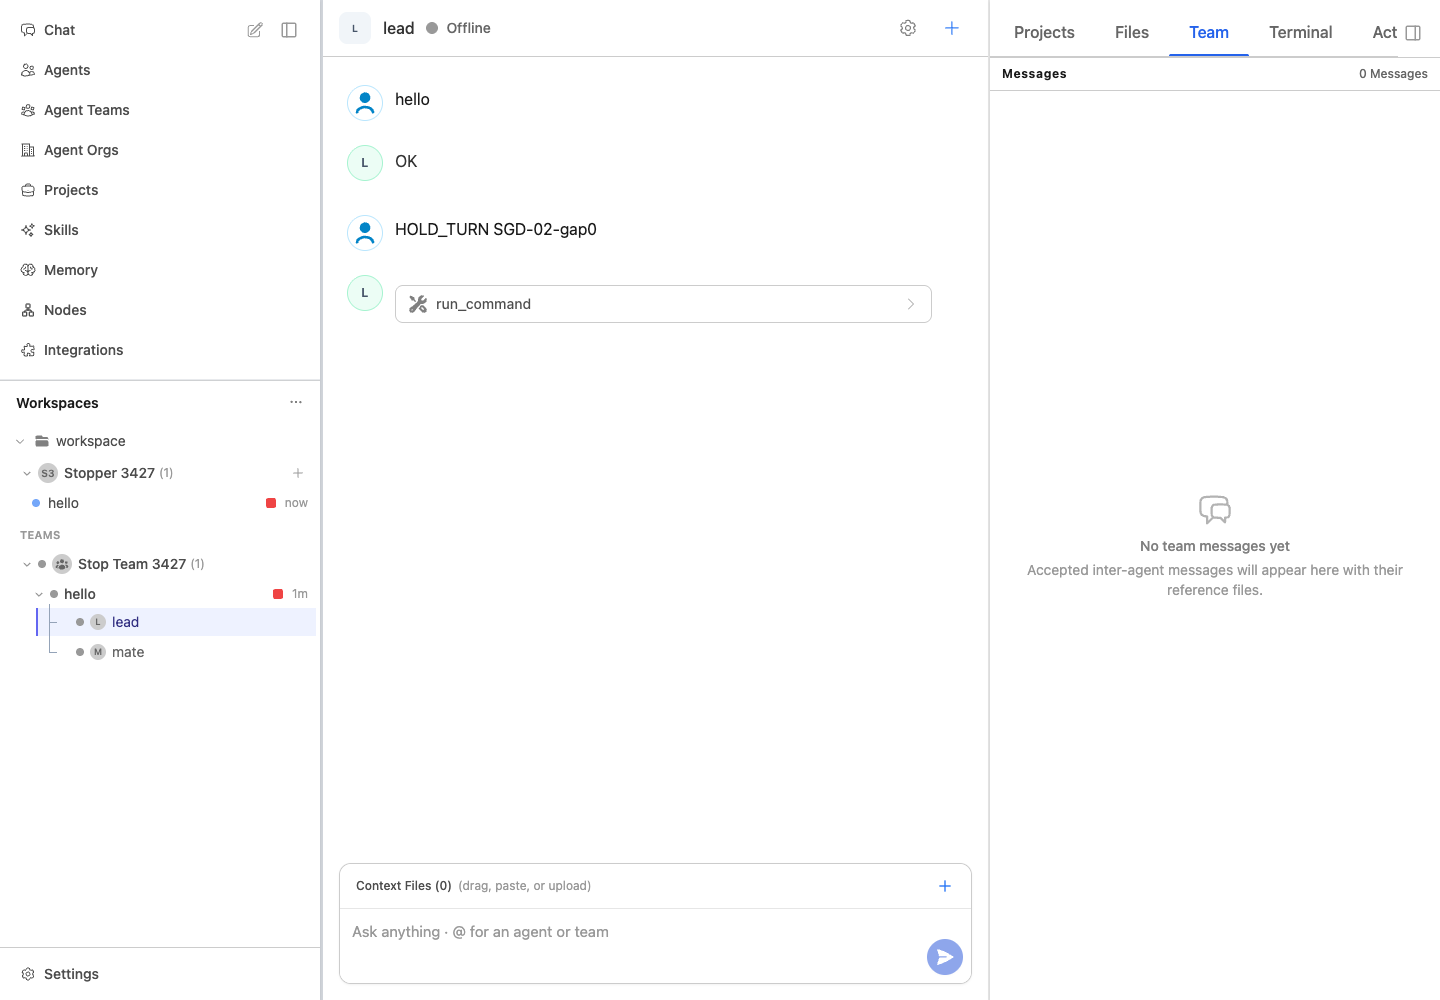 Chat
Agents
Agent Teams
Agent Orgs
Projects
Skills
Memory
Nodes
Integrations
Workspaces
workspace
S3 Stopper 3427 (1)
hello now
TEAMS
Stop Team 3427 (1)
hello 1m
L lead
M mate
Settings
L lead Offline
hello
L OK
HOLD_TURN SGD-02-gap0
L run_command
Context Files (0) (drag, paste, or upload)
Ask anything · @ for an agent or team
Projects Files Team Terminal Act
Messages 0 Messages
No team messages yet
Accepted inter-agent messages will appear here with their
reference files.